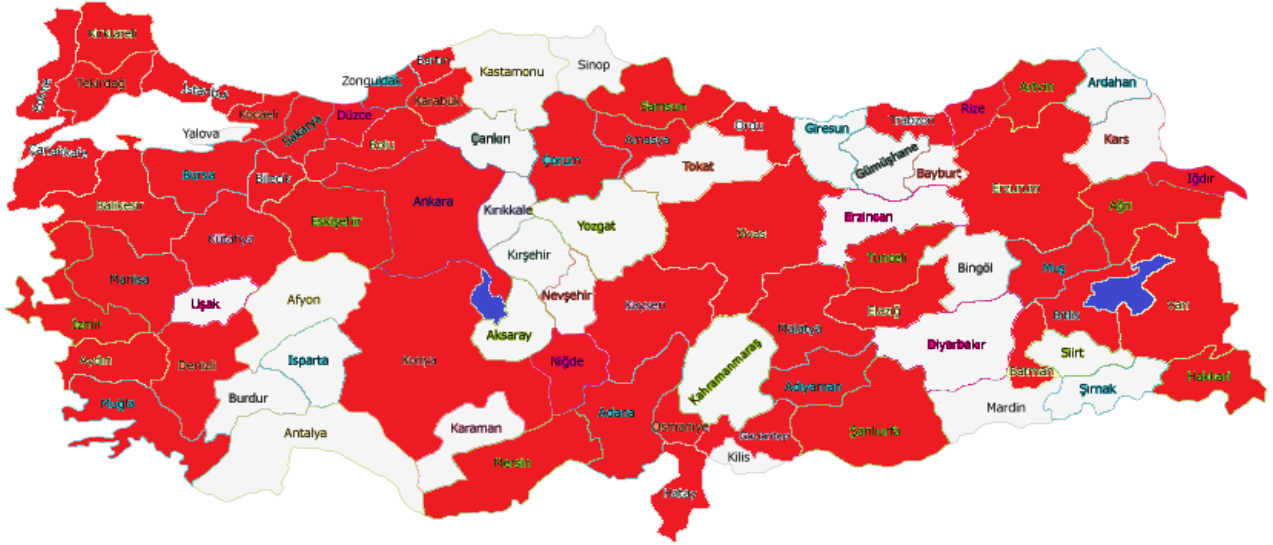 Kırklareli
Edirne
Tekirdağ
İstanbul
Kocaeli
Yalova
Sakarya
Düzce
Zonguldak
Bartın
Karabük
Kastamonu
Sinop
Samsun
Ordu
Giresun
Trabzon
Rize
Artvin
Ardahan
Kars
Iğdır
Çanakkale
Balıkesir
Bursa
Bilecik
Bolu
Çankırı
Çorum
Amasya
Tokat
Gümüşhane
Bayburt
Erzurum
Ağrı
Eskişehir
Ankara
Kırıkkale
Yozgat
Sivas
Erzincan
Kütahya
Manisa
Uşak
Afyon
Kırşehir
Nevşehir
Kayseri
Tunceli
Bingöl
Muş
Bitlis
Van
İzmir
Aydın
Denizli
Isparta
Konya
Aksaray
Niğde
Kahramanmaraş
Malatya
Elazığ
Diyarbakır
Batman
Siirt
Şırnak
Hakkari
Muğla
Burdur
Antalya
Karaman
Mersin
Adana
Osmaniye
Gaziantep
Adıyaman
Şanlıurfa
Mardin
Kilis
Hatay